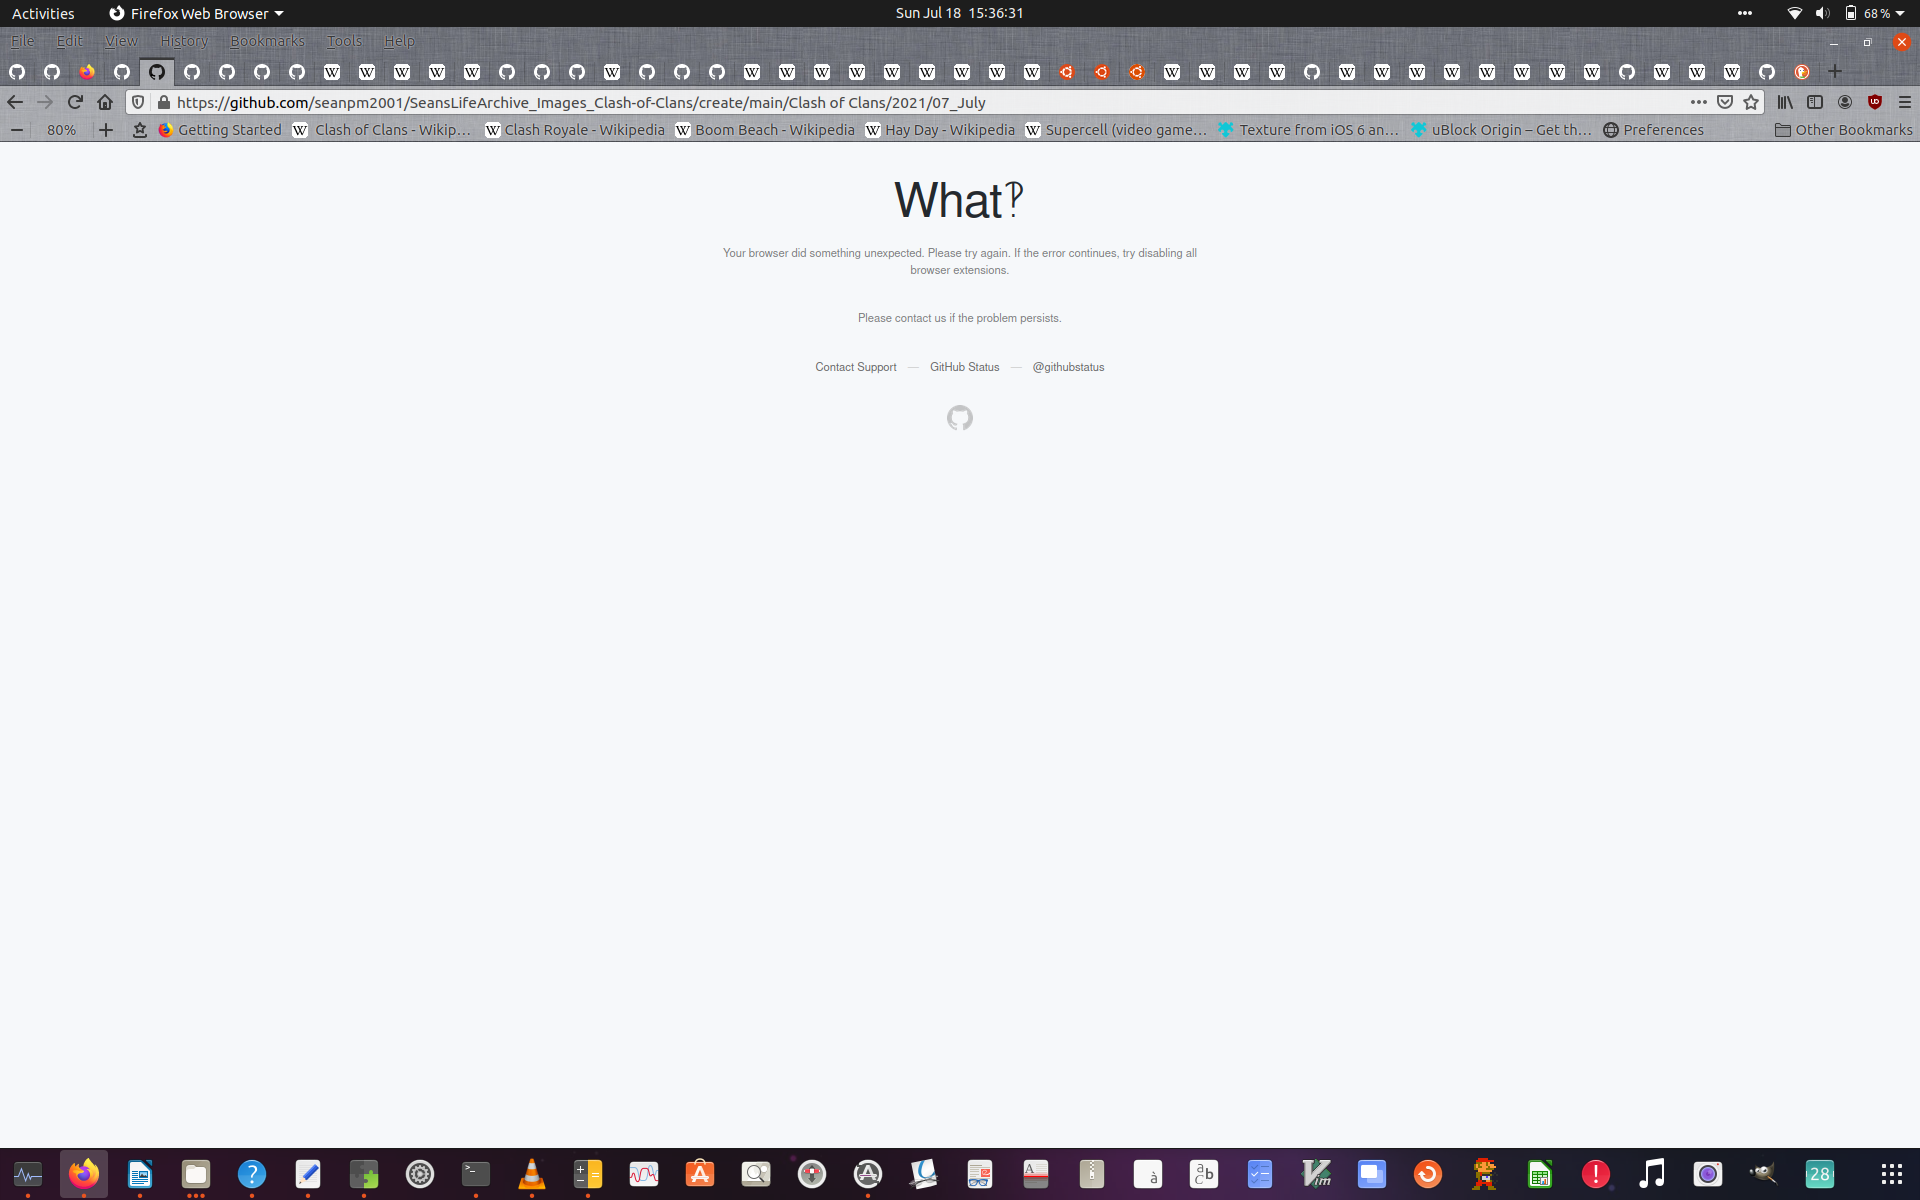 Activities Firefox Web Browser Sun Jul 18 15:36:31 68 %
File Edit View History Bookmarks Tools Help
https://github.com/seanpm2001/SeansLifeArchive_Images_Clash-of-Clans/create/main/Clash of Clans/2021/07_July
80% Getting Started Clash of Clans - Wikip… Clash Royale - Wikipedia Boom Beach - Wikipedia Hay Day - Wikipedia Supercell (video game… Texture from iOS 6 an… uBlock Origin – Get th… Preferences Other Bookmarks
What‽
Your browser did something unexpected. Please try again. If the error continues, try disabling all
browser extensions.
Please contact us if the problem persists.
Contact Support — GitHub Status — @githubstatus
28